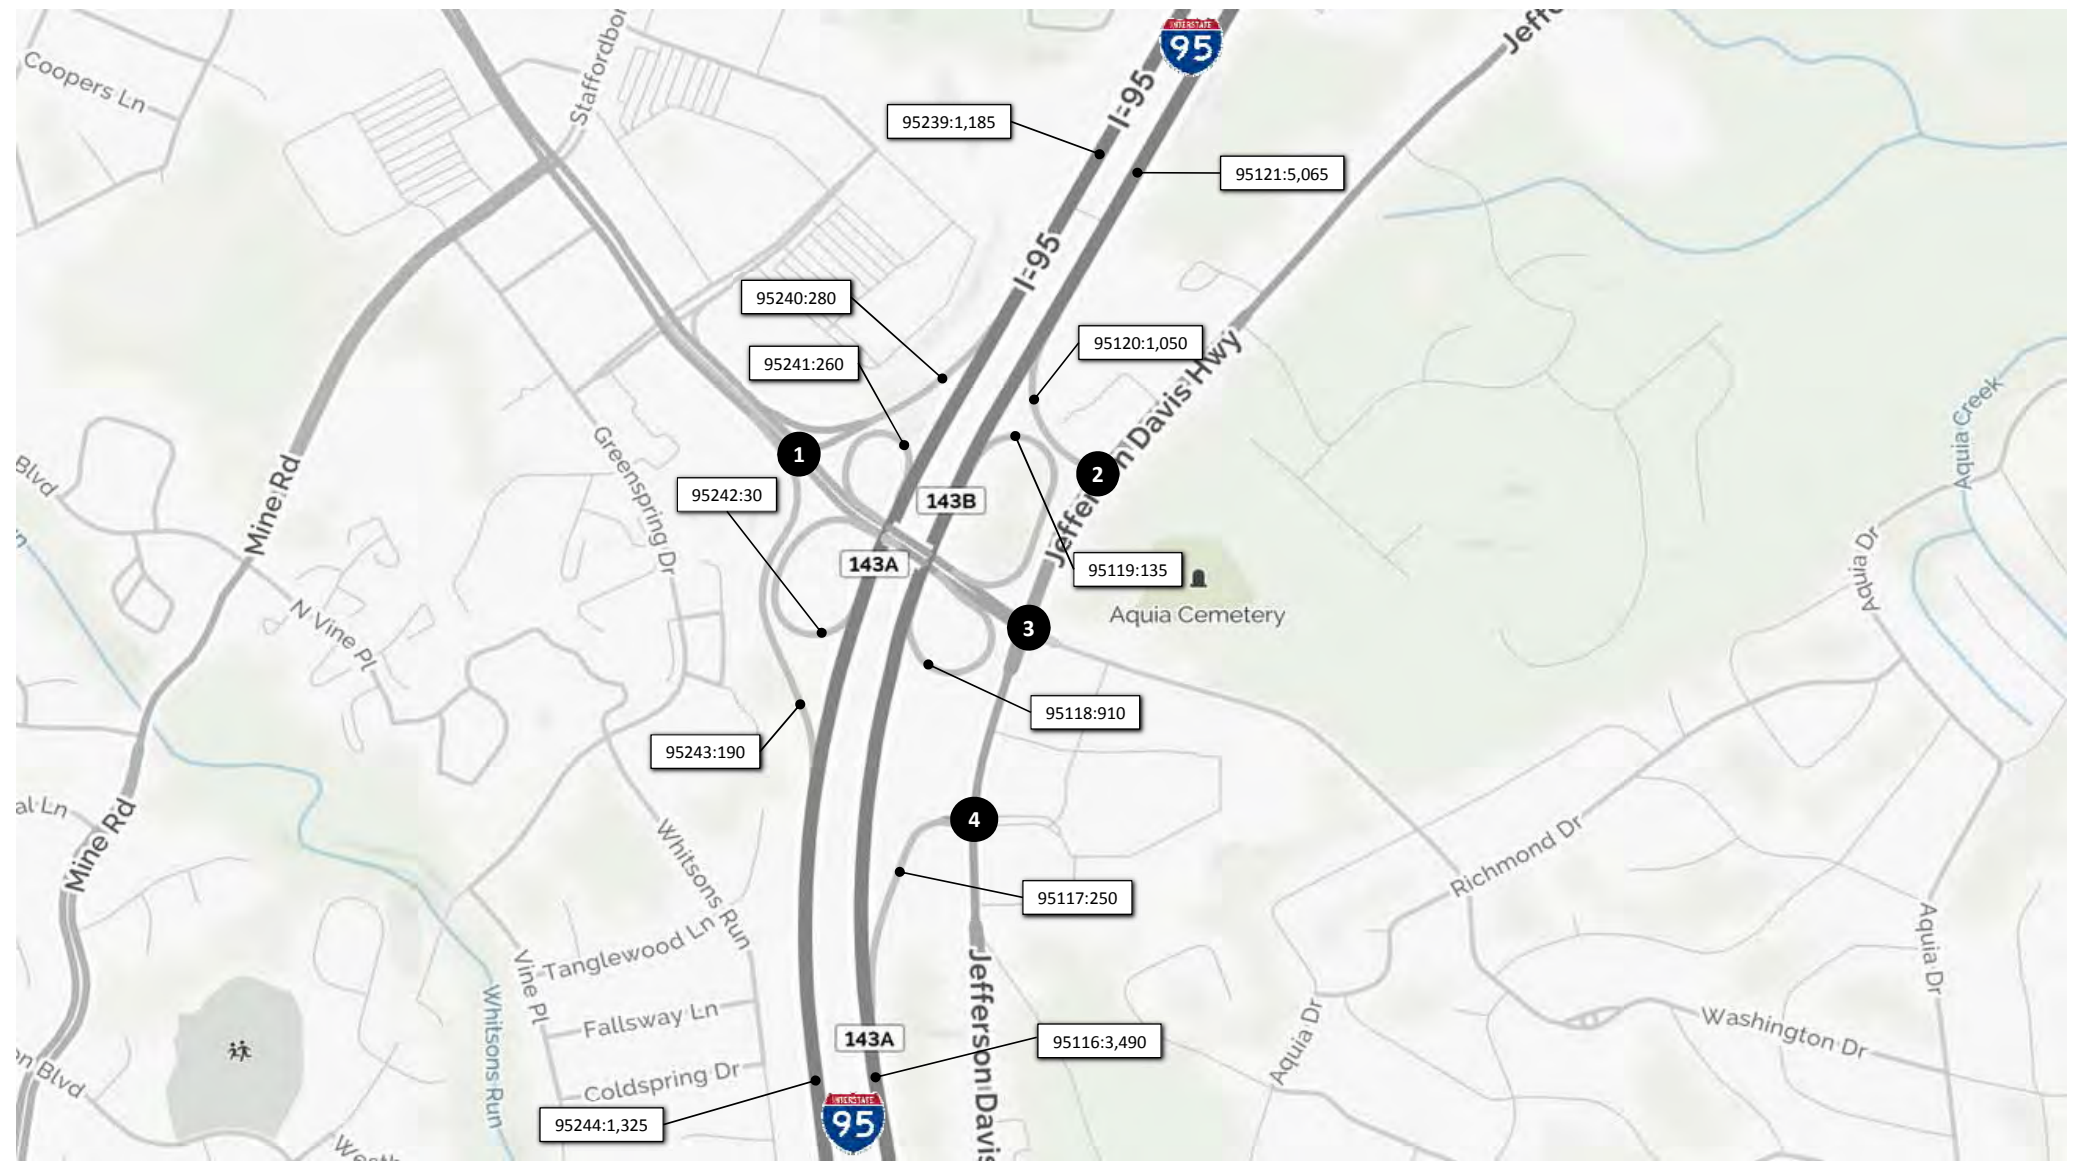 Jeffe
INTERSTATE
95
Coopers Ln
Staffordbo
I-95
95239:1,185
95121:5,065
I-95
95240:280
95120:1,050
95241:260
Jefferson Davis Hwy
Aquia Creek
1
2
Blvd
Mine Rd
Greenspring Dr
95242:30
143B
143A
95119:135
Aquia Cemetery
Aquia Dr
N Vine Pl
3
95118:910
95243:190
al Ln
Mine Rd
4
Whitsons Run
Richmond Dr
95117:250
Tanglewood Ln
Vine Pl
Whitsons Run
Fallsway Ln
Jefferson Davis
Aquia Dr
Aquia Dr
Washington Dr
143A
95116:3,490
on Blvd
Coldspring Dr
95244:1,325
INTERSTATE
95